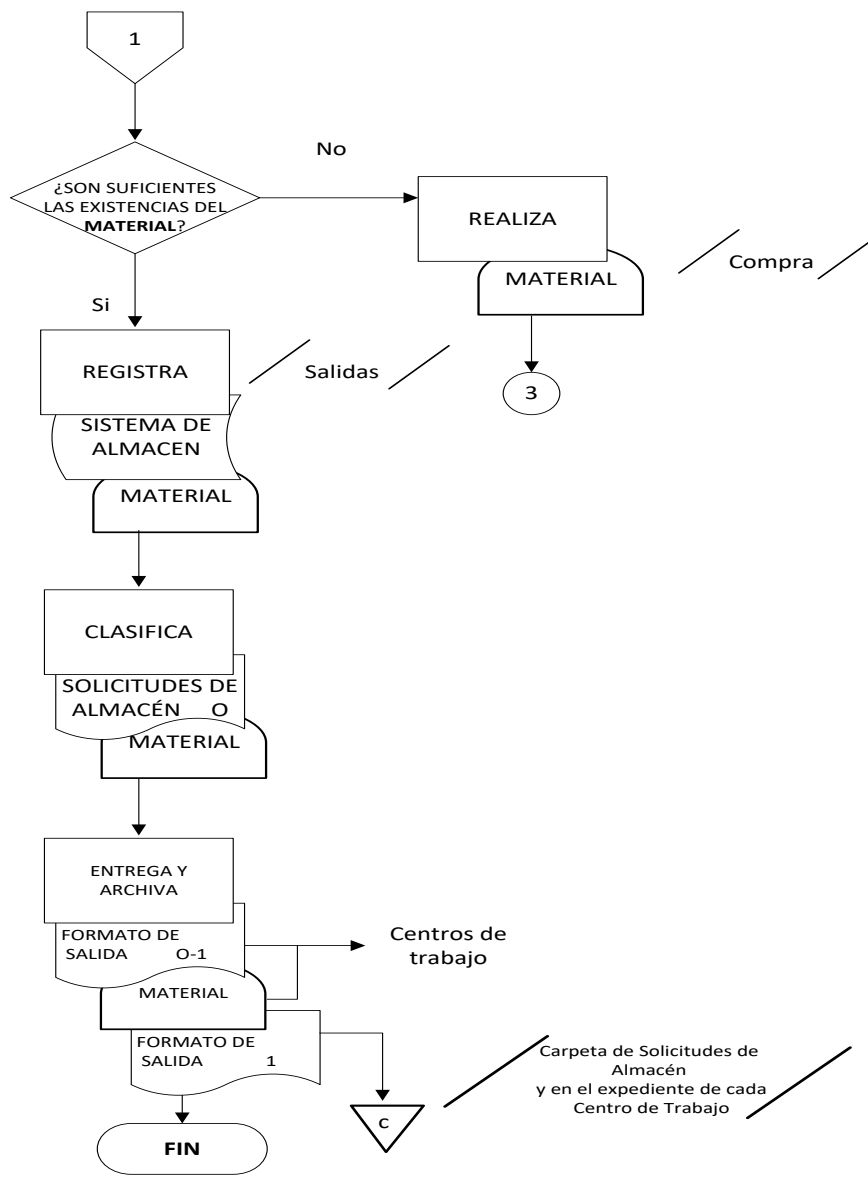 1
No
¿SON SUFICIENTES
LAS EXISTENCIAS DEL
MATERIAL?
REALIZA
MATERIAL
Compra
3
Si
REGISTRA
Salidas
SISTEMA DE
ALMACEN
MATERIAL
CLASIFICA
SOLICITUDES DE
ALMACÉN O
MATERIAL
ENTREGA Y
ARCHIVA
FORMATO DE
SALIDA O-1
Centros de
trabajo
MATERIAL
FORMATO DE
SALIDA 1
C
Carpeta de Solicitudes de
Almacén
y en el expediente de cada
Centro de Trabajo
FIN